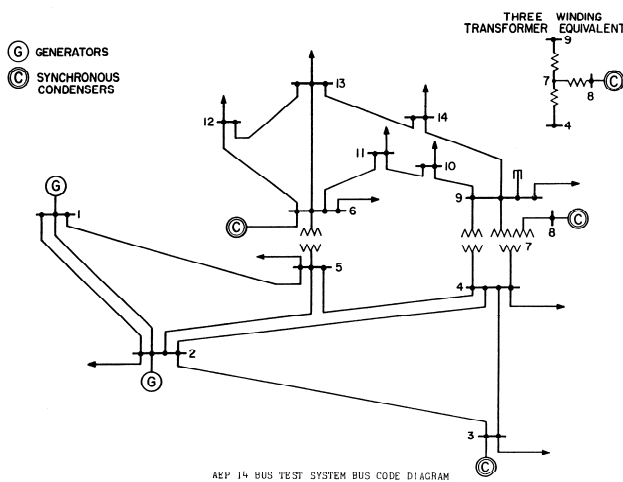 THREE WINDING
TRANSFORMER EQUIVALENT
9
7
C
8
4
G GENERATORS
C SYNCHRONOUS
CONDENSERS
13
12
14
11
10
G
1
C
6
9
C
8
7
5
4
2
G
3
C
AEP 14 BUS TEST SYSTEM BUS CODE DIAGRAM